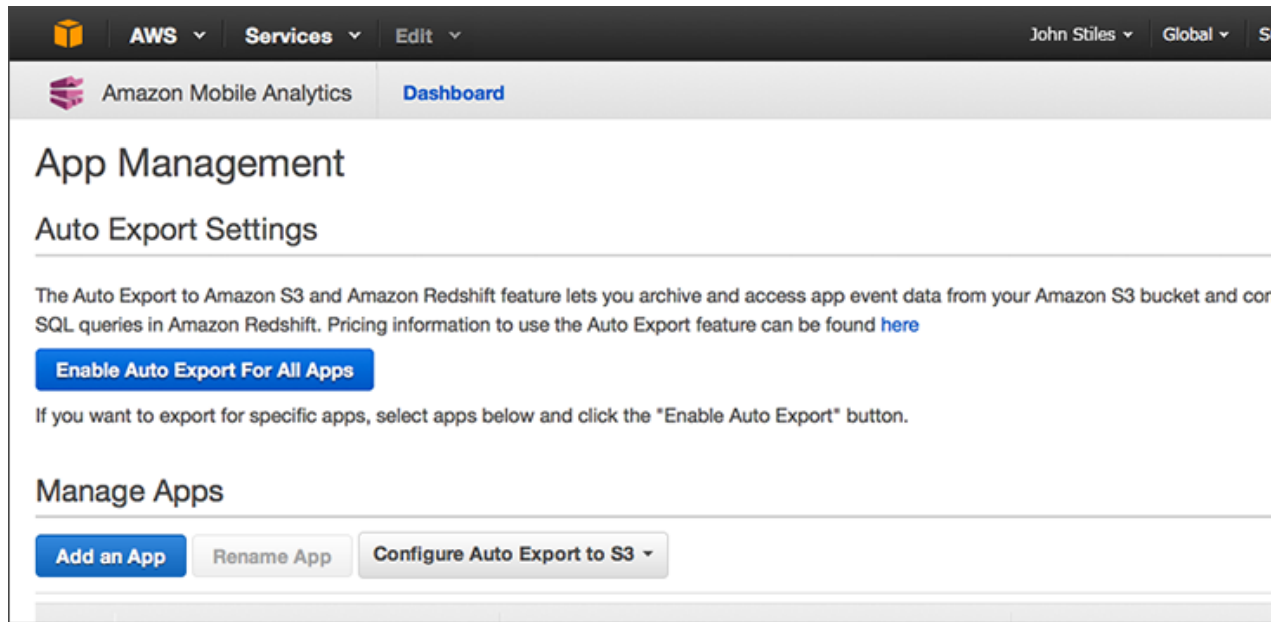 AWS Services Edit John Stiles Global
Amazon Mobile Analytics Dashboard
App Management
Auto Export Settings
The Auto Export to Amazon S3 and Amazon Redshift feature lets you archive and access app event data from your Amazon S3 bucket and
SQL queries in Amazon Redshift. Pricing information to use the Auto Export feature can be found here
Enable Auto Export For All Apps
If you want to export for specific apps, select apps below and click the "Enable Auto Export" button.
Manage Apps
Add an App Rename App Configure Auto Export to S3